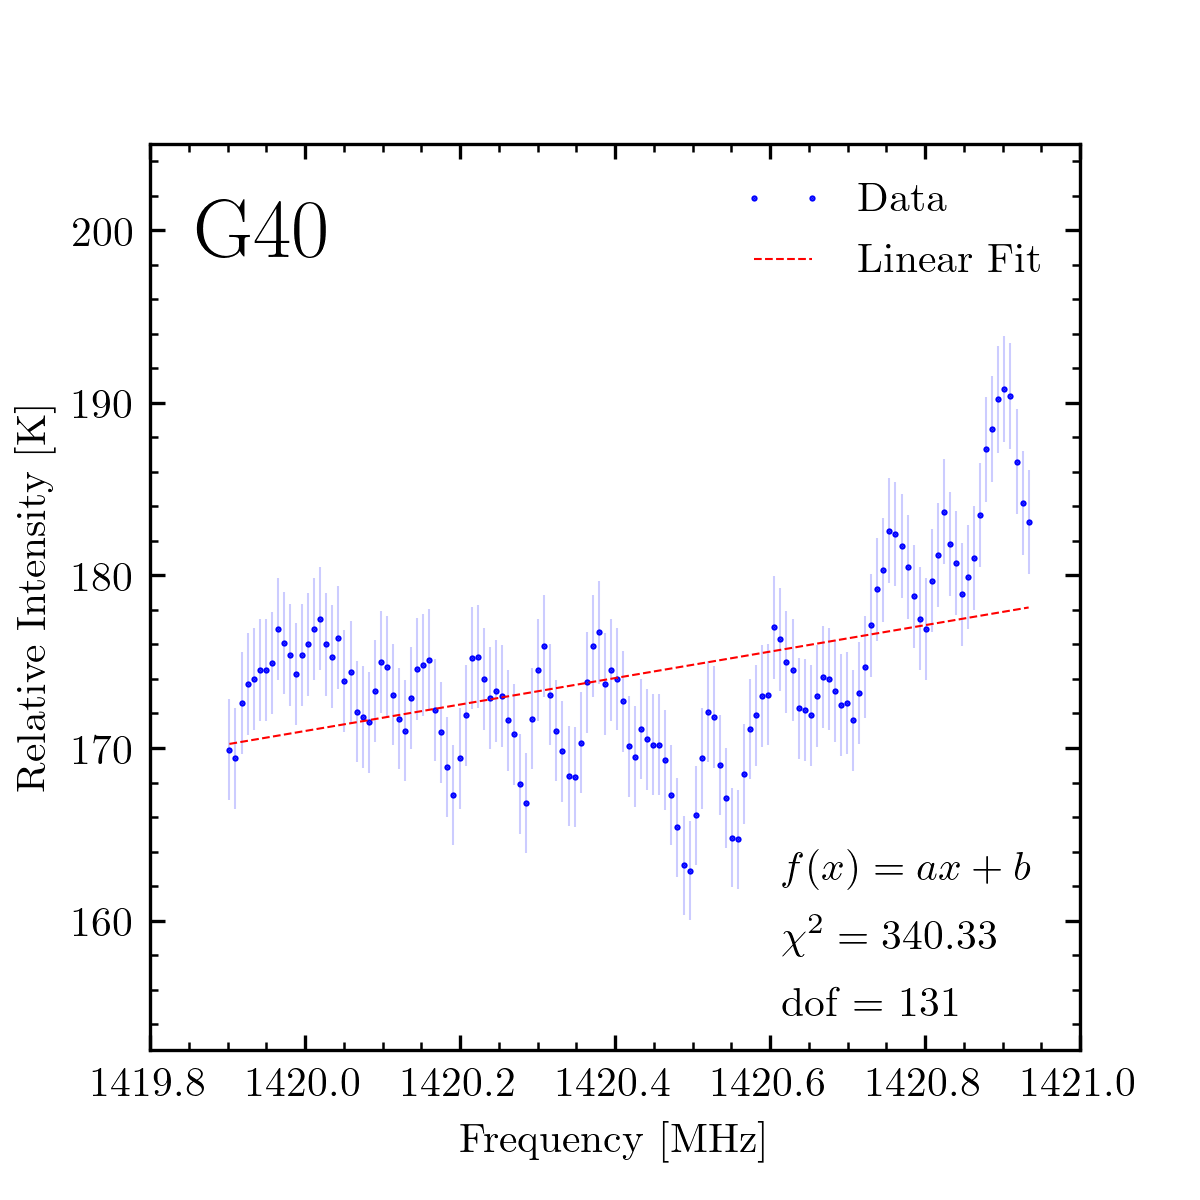 G40
Data
Linear Fit
200
190
180
170
160
Relative Intensity [K]
f(x) = ax + b
χ² = 340.33
dof = 131
1419.8 1420.0 1420.2 1420.4 1420.6 1420.8 1421.0
Frequency [MHz]